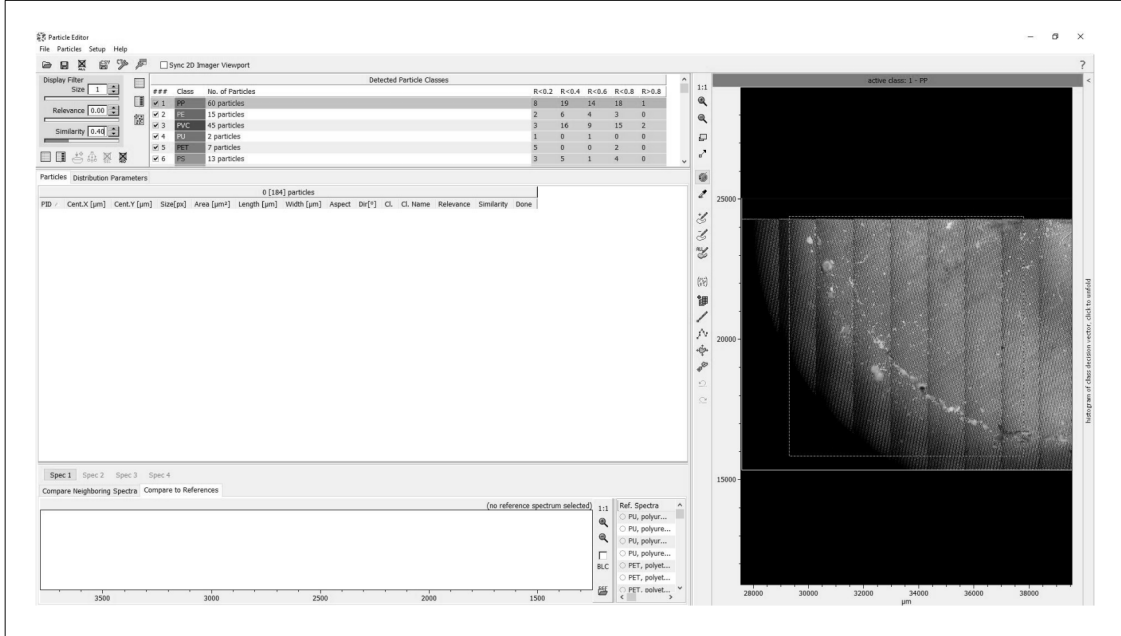 Particle Editor
File Particles Setup Help
Sync 2D Imager Viewport
?
Display Filter
Size 1
Relevance 0.00
Similarity 0.40
Detected Particle Classes
### Class No. of Particles R<0.2 R<0.4 R<0.6 R<0.8 R>0.8
1 PP 60 particles 8 19 14 18 1
2 PE 15 particles 2 6 4 3 0
3 PVC 45 particles 3 16 9 15 2
4 PU 2 particles 1 0 1 0 0
5 PET 7 particles 5 0 0 2 0
6 PS 13 particles 3 5 1 4 0
Particles Distribution Parameters
0 [184] particles
PID Cent.X [µm] Cent.Y [µm] Size[px] Area [µm²] Length [µm] Width [µm] Aspect Dir[°] Cl. Cl. Name Relevance Similarity Done
Spec 1 Spec 2 Spec 3 Spec 4
Compare Neighboring Spectra Compare to References
(no reference spectrum selected)
1:1
BLC
REF
Ref. Spectra
PU, polyur...
PU, polyure...
PU, polyur...
PU, polyure...
PET, polyet...
PET, polyet...
PET, polyet...
3500 3000 2500 2000 1500
1:1
active class: 1 - PP
25000
20000
15000
28000 30000 32000 34000 36000 38000
µm
histogram of class decision vector, click to unfold